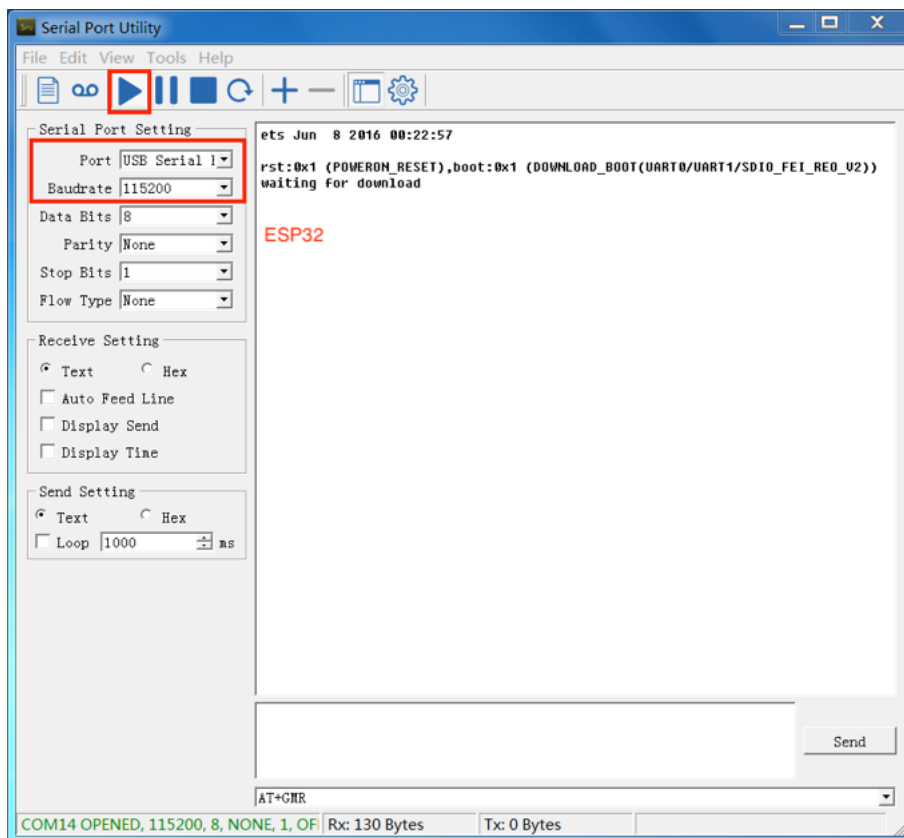 Serial Port Utility
File Edit View Tools Help
Serial Port Setting
Port USB Serial
Baudrate 115200
Data Bits 8
Parity None
Stop Bits 1
Flow Type None
Receive Setting
Text Hex
Auto Feed Line
Display Send
Display Time
Send Setting
Text Hex
Loop 1000 ms
ets Jun 8 2016 00:22:57
rst:0x1 (POWERON_RESET),boot:0x1 (DOWNLOAD_BOOT(UART0/UART1/SDIO_FEI_REO_V2))
waiting for download
ESP32
Send
AT+GMR
COM14 OPENED, 115200, 8, NONE, 1, OF Rx: 130 Bytes Tx: 0 Bytes